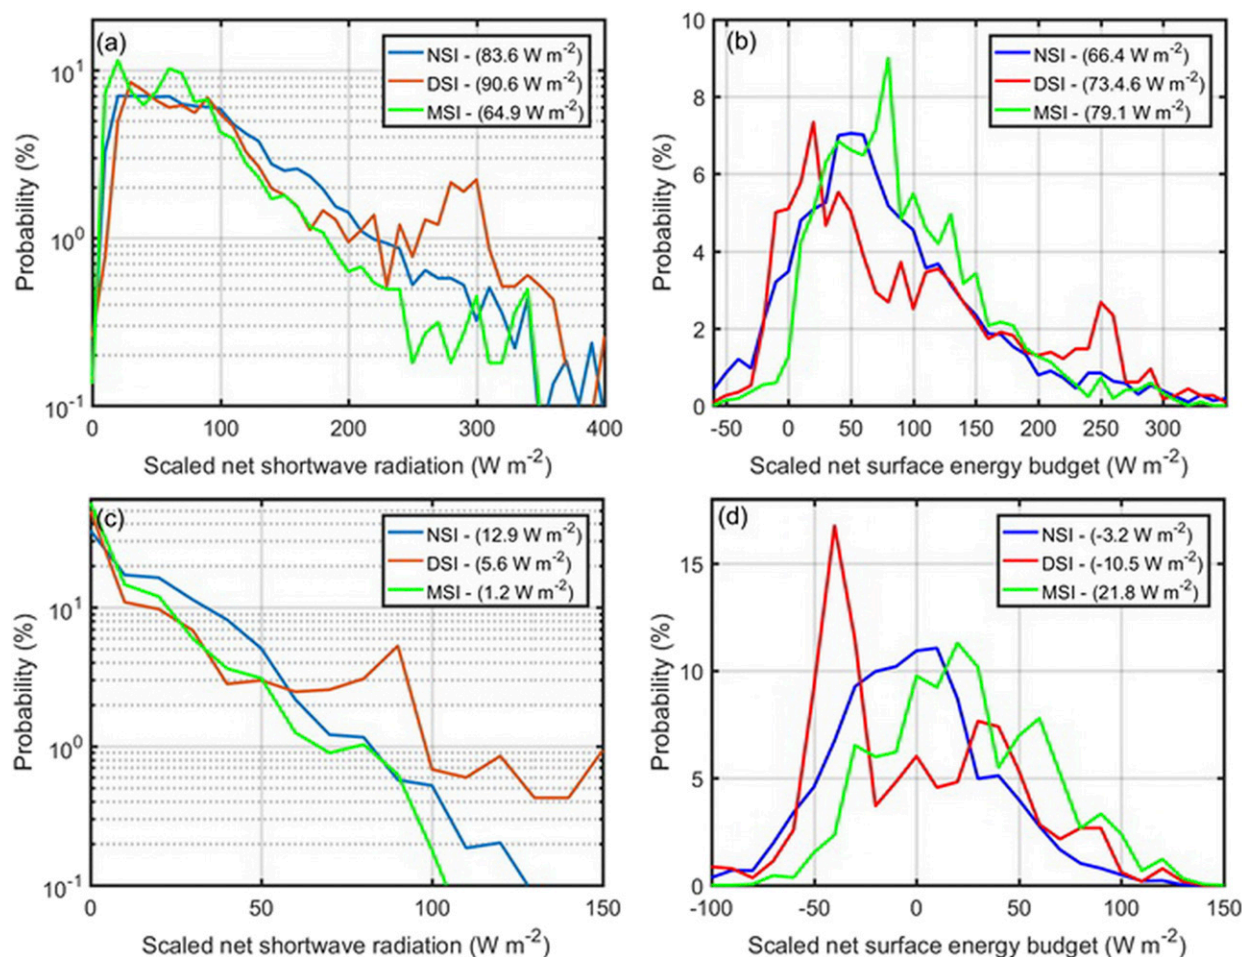 (a)
NSI - (83.6 W m-2)
DSI - (90.6 W m-2)
MSI - (64.9 W m-2)
10^1
10^0
10^-1
Probability (%)
0 100 200 300 400
Scaled net shortwave radiation (W m-2)
(b)
NSI - (66.4 W m-2)
DSI - (73.4.6 W m-2)
MSI - (79.1 W m-2)
10
8
6
4
2
0
Probability (%)
-50 0 50 100 150 200 250 300
Scaled net surface energy budget (W m-2)
(c)
NSI - (12.9 W m-2)
DSI - (5.6 W m-2)
MSI - (1.2 W m-2)
10^1
10^0
10^-1
Probability (%)
0 50 100 150
Scaled net shortwave radiation (W m-2)
(d)
NSI - (-3.2 W m-2)
DSI - (-10.5 W m-2)
MSI - (21.8 W m-2)
15
10
5
0
Probability (%)
-100 -50 0 50 100 150
Scaled net surface energy budget (W m-2)